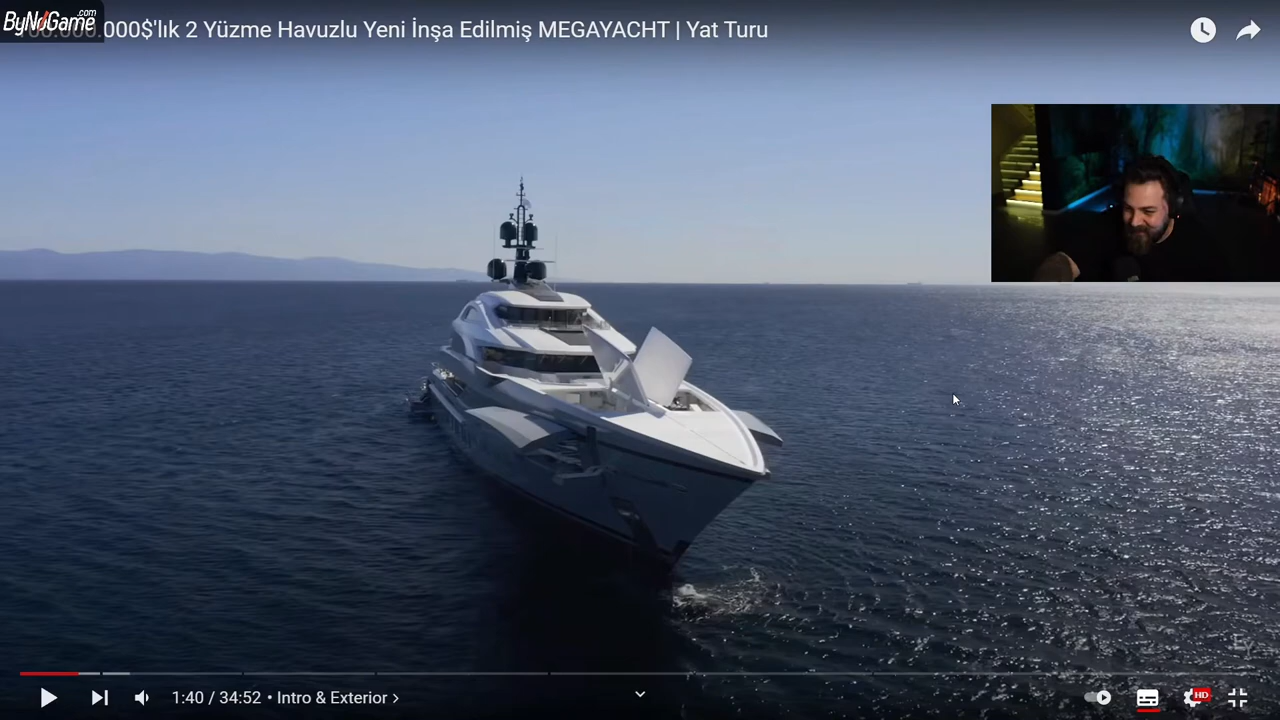 ByNoGame
.com
.000$'lık 2 Yüzme Havuzlu Yeni İnşa Edilmiş MEGAYACHT | Yat Turu
1:40 / 34:52 • Intro & Exterior ›
HD